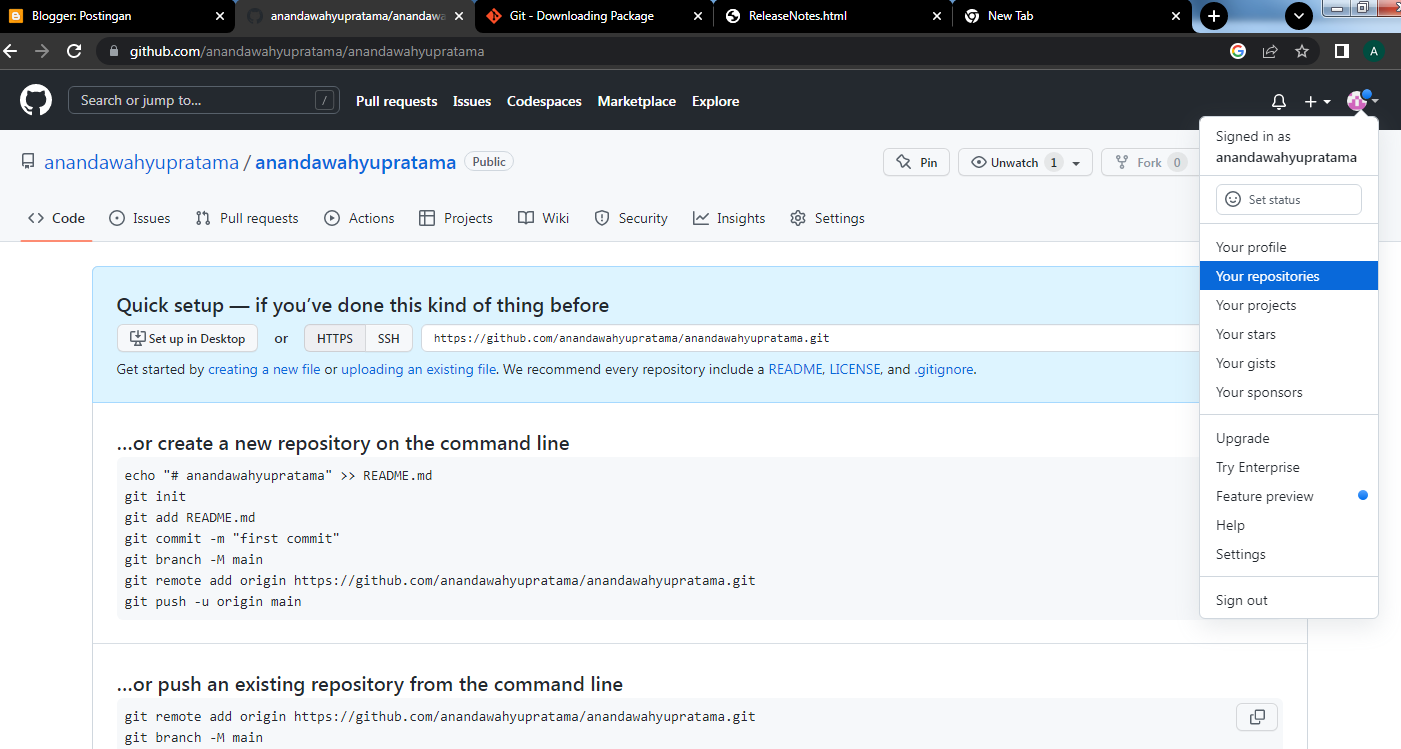 Blogger: Postingan
anandawahyupratama/anandawa
Git - Downloading Package
ReleaseNotes.html
New Tab
github.com/anandawahyupratama/anandawahyupratama
A
Search or jump to...
/
Pull requests
Issues
Codespaces
Marketplace
Explore
anandawahyupratama / anandawahyupratama
Public
Pin
Unwatch 1
Fork 0
Code
Issues
Pull requests
Actions
Projects
Wiki
Security
Insights
Settings
Signed in as
anandawahyupratama
Set status
Your profile
Your repositories
Your projects
Your stars
Your gists
Your sponsors
Upgrade
Try Enterprise
Feature preview
Help
Settings
Sign out
Quick setup — if you’ve done this kind of thing before
Set up in Desktop
or
HTTPS
SSH
https://github.com/anandawahyupratama/anandawahyupratama.git
Get started by creating a new file or uploading an existing file. We recommend every repository include a README, LICENSE, and .gitignore.
…or create a new repository on the command line
echo "# anandawahyupratama" >> README.md
git init
git add README.md
git commit -m "first commit"
git branch -M main
git remote add origin https://github.com/anandawahyupratama/anandawahyupratama.git
git push -u origin main
…or push an existing repository from the command line
git remote add origin https://github.com/anandawahyupratama/anandawahyupratama.git
git branch -M main